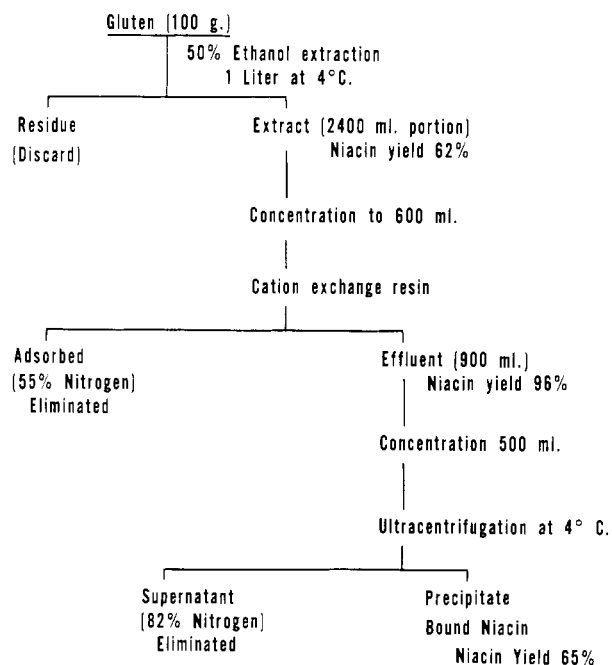 Gluten (100 g.)
50% Ethanol extraction
1 Liter at 4°C.
Residue
(Discard)
Extract (2400 ml. portion)
Niacin yield 62%
Concentration to 600 ml.
Cation exchange resin
Adsorbed
(55% Nitrogen)
Eliminated
Effluent (900 ml.)
Niacin yield 96%
Concentration 500 ml.
Ultracentrifugation at 4° C.
Supernatant
(82% Nitrogen)
Eliminated
Precipitate
Bound Niacin
Niacin Yield 65%